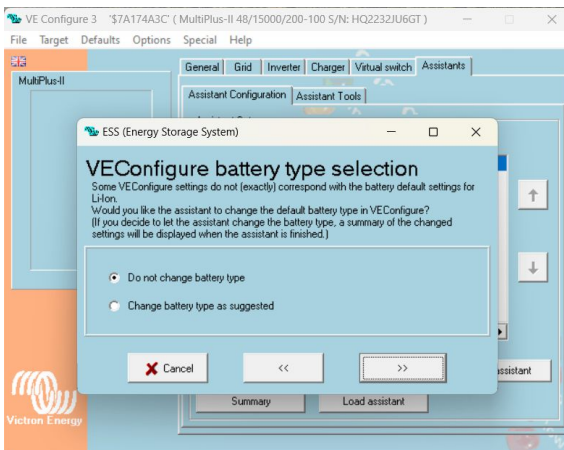 VE Configure 3 '$7A174A3C' ( MultiPlus-II 48/15000/200-100 S/N: HQ2232JU6GT )
File Target Defaults Options Special Help
General Grid Inverter Charger Virtual switch Assistants
MultiPlus-II
Assistant Configuration Assistant Tools
ESS (Energy Storage System)
VEConfigure battery type selection
Some VEConfigure settings do not (exactly) correspond with the battery default settings for
Li-Ion.
Would you like the assistant to change the default battery type in VEConfigure?
(If you decide to let the assistant change the battery type, a summary of the changed
settings will be displayed when the assistant is finished.)
Do not change battery type
Change battery type as suggested
Cancel << >>
assistant
Summary Load assistant
Victron Energy